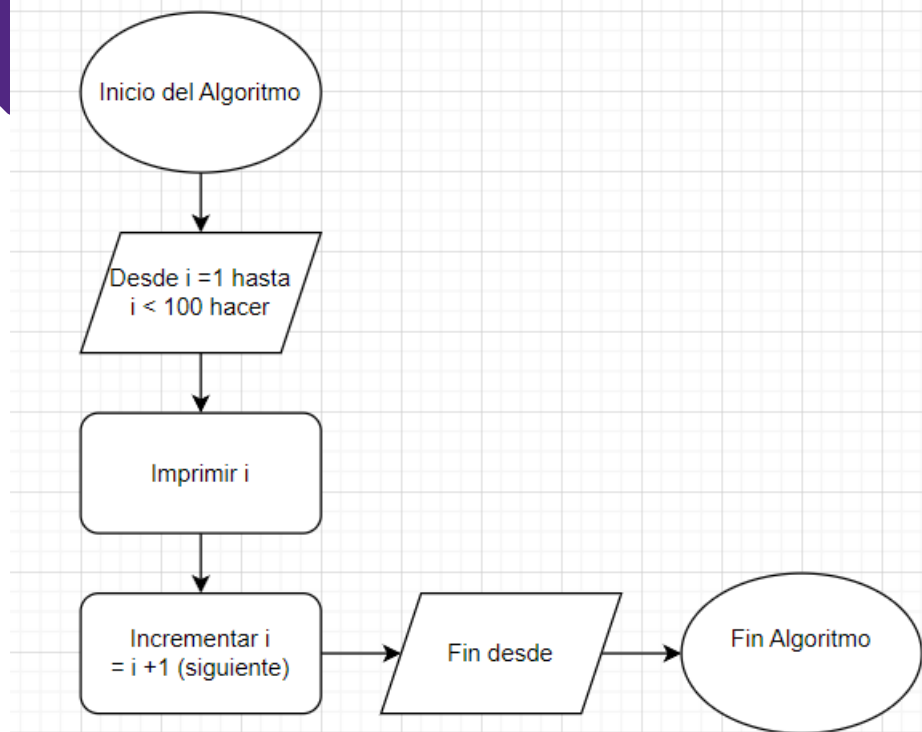 Inicio del Algoritmo
Desde i =1 hasta
i < 100 hacer
Imprimir i
Incrementar i
= i +1 (siguiente)
Fin desde
Fin Algoritmo